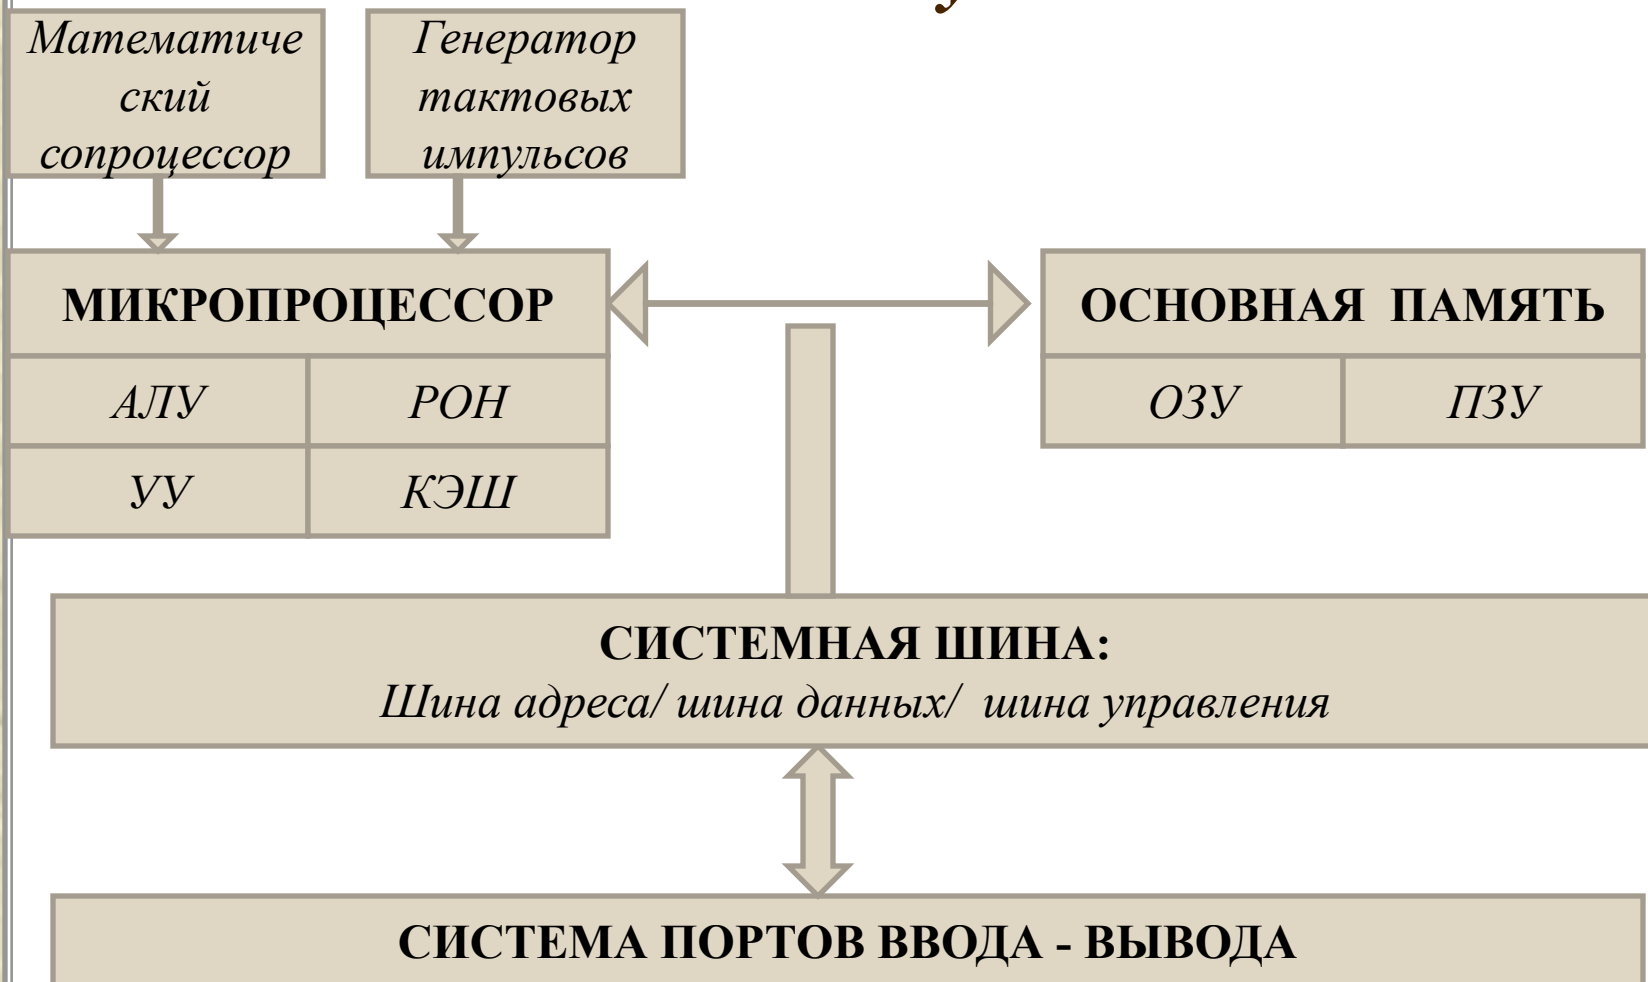 Математиче
ский
сопроцессор
Генератор
тактовых
импульсов
МИКРОПРОЦЕССОР
ОСНОВНАЯ ПАМЯТЬ
АЛУ РОН
ОЗУ ПЗУ
УУ КЭШ
СИСТЕМНАЯ ШИНА:
Шина адреса/ шина данных/ шина управления
СИСТЕМА ПОРТОВ ВВОДА - ВЫВОДА